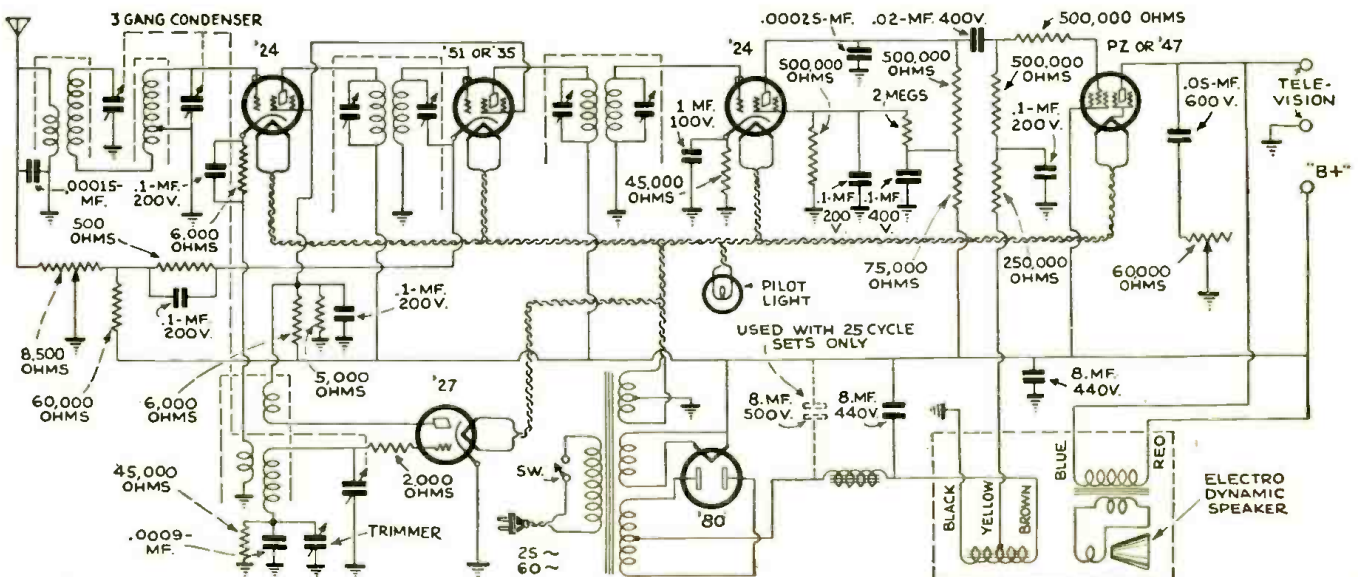 3 GANG CONDENSER
'24
'51 OR '35
'24
.00025-MF.
.02-MF. 400V.
500,000 OHMS
PZ OR '47
500,000
OHMS
500,000
OHMS
500,000
OHMS
2 MEGS
1 MF.
100V.
.05-MF.
600 V.
TELE-
VISION
.1-MF.
200V.
"B+"
.00015-
MF.
.1-MF.-
200V.
6,000
OHMS
500
OHMS
45,000
OHMS
.1-MF.
200
V.
.1-MF.
400
V.
75,000
OHMS
250,000
OHMS
60,000
OHMS
PILOT
LIGHT
.1-MF.
200V.
.1-MF.
200V.
8,500
OHMS
60,000
OHMS
6,000
OHMS
5,000
OHMS
USED WITH 25 CYCLE
SETS ONLY
'27
8.MF.
500V.
8.MF.
440V.
8.MF.
440V.
2,000
OHMS
SW.
'80
45,000
OHMS
.0009-
MF.
TRIMMER
25 ~
60 ~
BLACK
YELLOW
BROWN
BLUE
RED
ELECTRO
DYNAMIC
SPEAKER